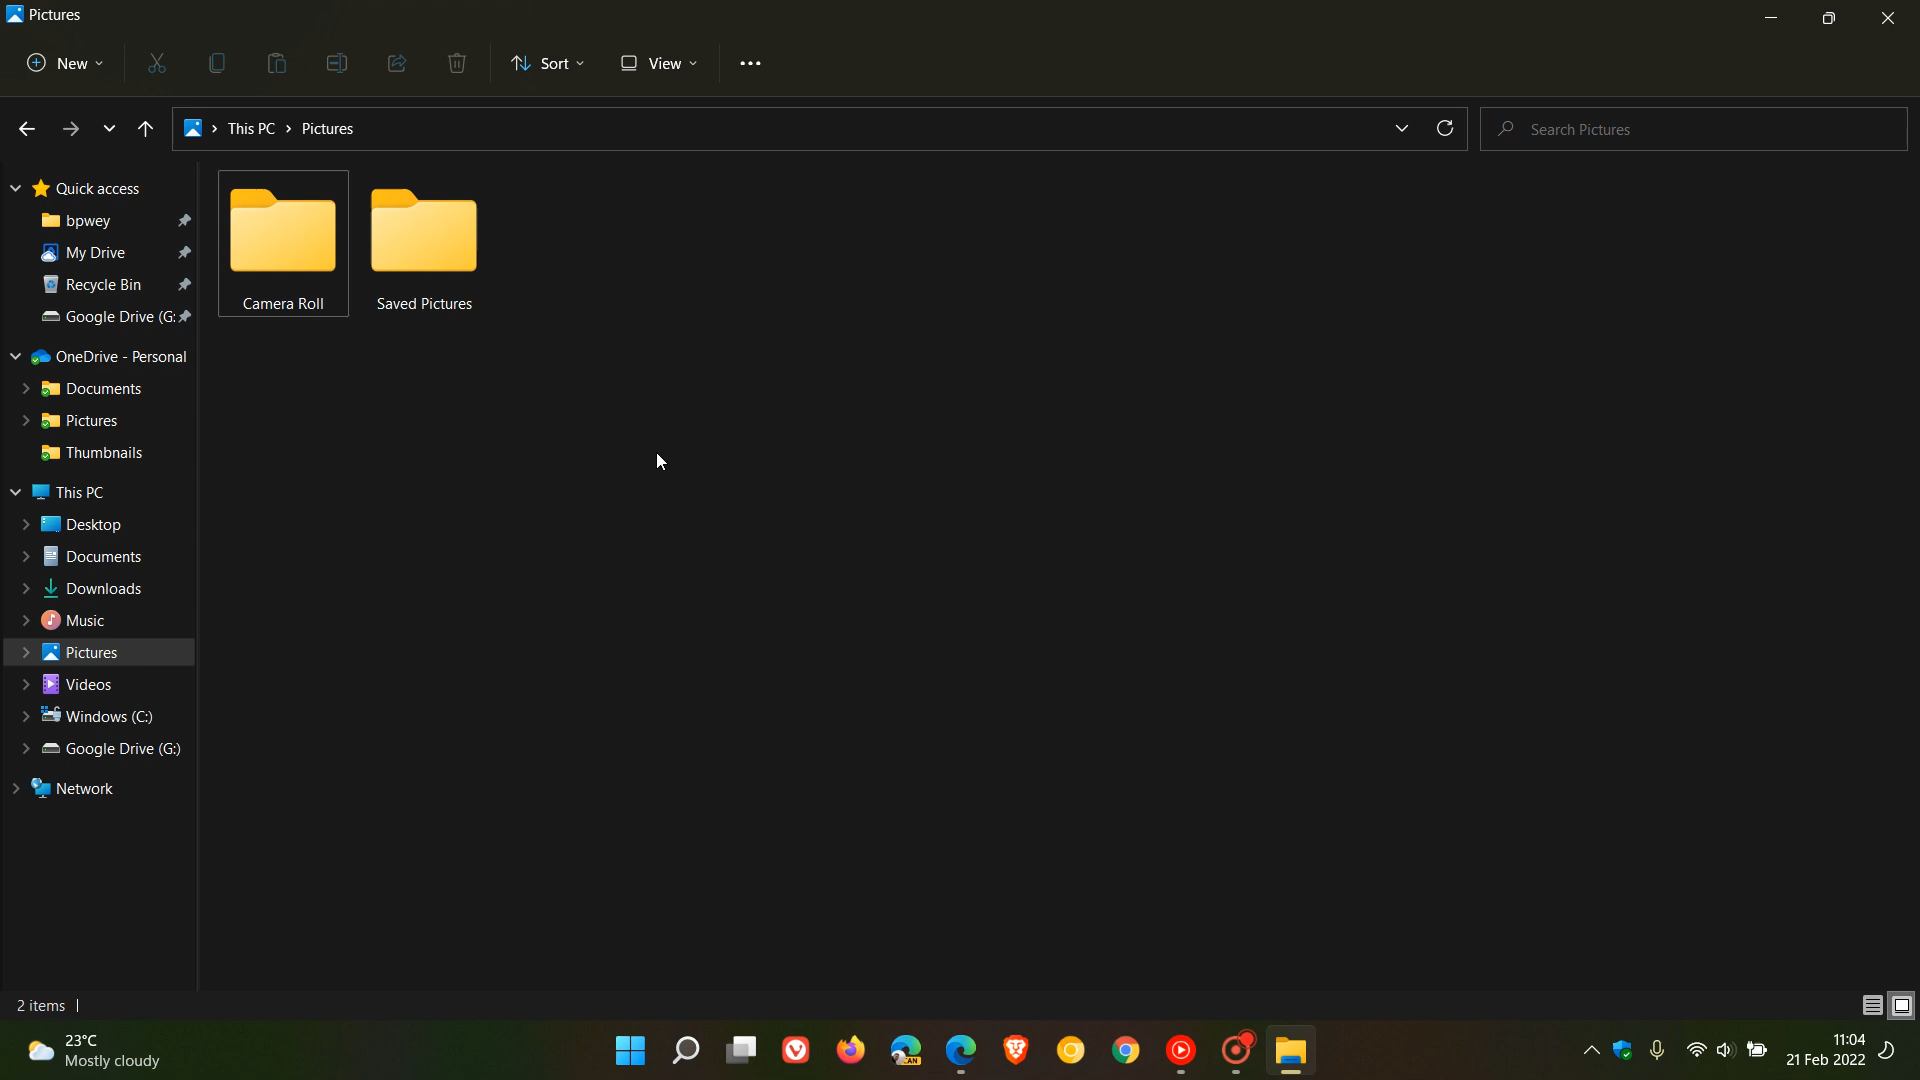 Pictures
New
Sort
View
This PC
Pictures
Search Pictures
Quick access
bpwey
My Drive
Recycle Bin
Google Drive (G:
OneDrive - Personal
Documents
Pictures
Thumbnails
This PC
Desktop
Documents
Downloads
Music
Pictures
Videos
Windows (C:)
Google Drive (G:)
Network
Camera Roll
Saved Pictures
2 items
23°C
Mostly cloudy
CAN
11:04
21 Feb 2022